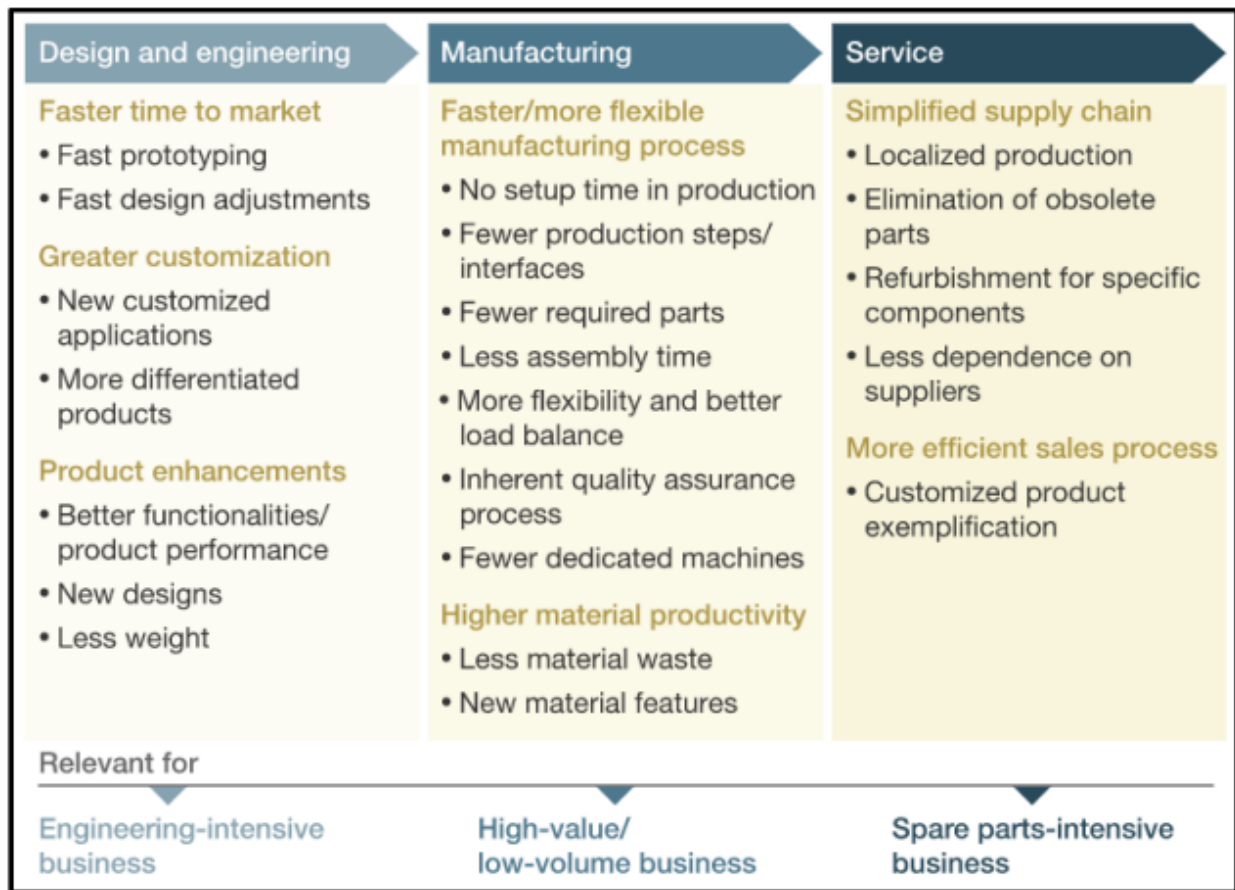 Design and engineering
Faster time to market
• Fast prototyping
• Fast design adjustments
Greater customization
• New customized
applications
• More differentiated
products
Product enhancements
• Better functionalities/
product performance
• New designs
• Less weight
Manufacturing
Faster/more flexible
manufacturing process
• No setup time in production
• Fewer production steps/
interfaces
• Fewer required parts
• Less assembly time
• More flexibility and better
load balance
• Inherent quality assurance
process
• Fewer dedicated machines
Higher material productivity
• Less material waste
• New material features
Service
Simplified supply chain
• Localized production
• Elimination of obsolete
parts
• Refurbishment for specific
components
• Less dependence on
suppliers
More efficient sales process
• Customized product
exemplification
Relevant for
Engineering-intensive
business
High-value/
low-volume business
Spare parts-intensive
business